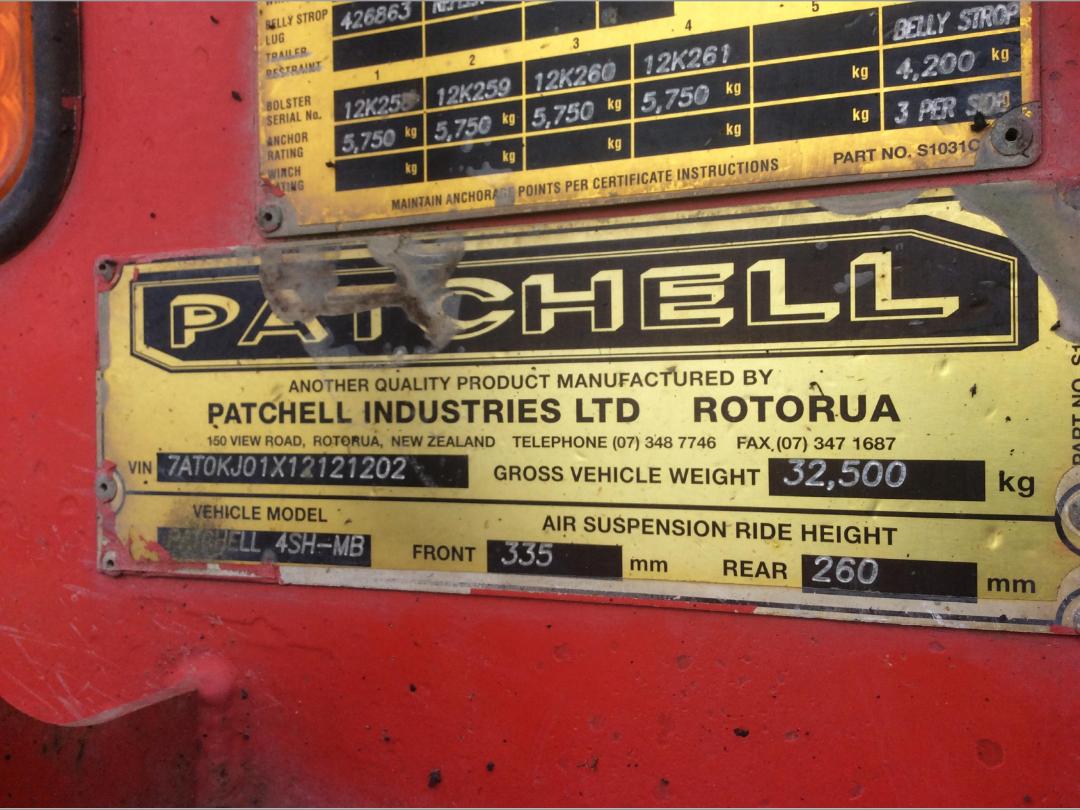 BELLY STROP LUG 426863
TRAILER RESTRAINT
1 2 3 4 5 BELLY STROP
BOLSTER SERIAL No. 12K258 12K259 12K260 12K261 kg 4,200 kg
ANCHOR RATING 5,750 kg 5,750 kg 5,750 kg 5,750 kg kg 3 PER SIDE
WINCH RATING kg kg kg kg kg
MAINTAIN ANCHORAGE POINTS PER CERTIFICATE INSTRUCTIONS PART NO. S1031C
PATCHELL
ANOTHER QUALITY PRODUCT MANUFACTURED BY
PATCHELL INDUSTRIES LTD ROTORUA
150 VIEW ROAD, ROTORUA, NEW ZEALAND TELEPHONE (07) 348 7746 FAX (07) 347 1687
VIN 7AT0KJ01X12121202 GROSS VEHICLE WEIGHT 32,500 kg
VEHICLE MODEL AIR SUSPENSION RIDE HEIGHT
PATCHELL 4SH-MB FRONT 335 mm REAR 260 mm
PART NO. S1